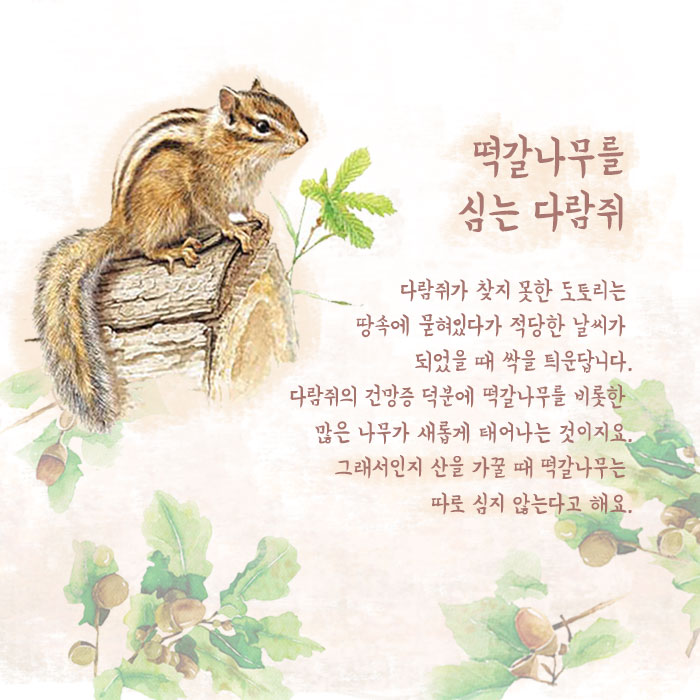 떡갈나무를
심는 다람쥐
다람쥐가 찾지 못한 도토리는
땅속에 묻혀있다가 적당한 날씨가
되었을 때 싹을 틔운답니다.
다람쥐의 건망증 덕분에 떡갈나무를 비롯한
많은 나무가 새롭게 태어나는 것이지요.
그래서인지 산을 가꿀 때 떡갈나무는
따로 심지 않는다고 해요.